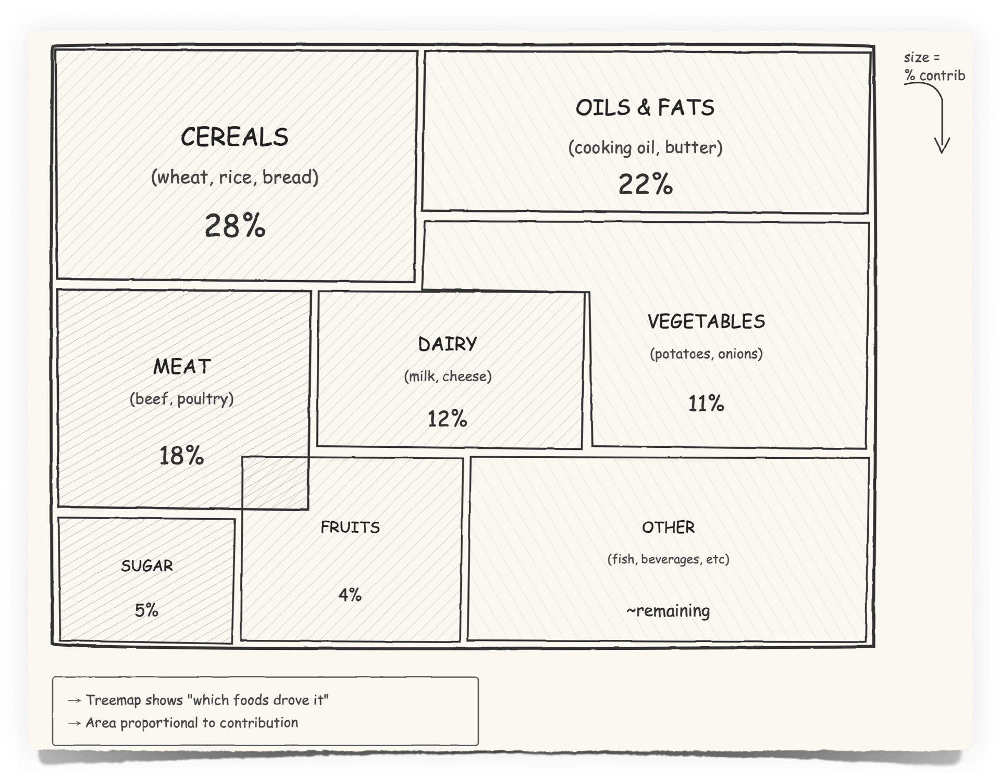 size =
% contrib
CEREALS
(wheat, rice, bread)
28%
OILS & FATS
(cooking oil, butter)
22%
MEAT
(beef, poultry)
18%
DAIRY
(milk, cheese)
12%
VEGETABLES
(potatoes, onions)
11%
SUGAR
5%
FRUITS
4%
OTHER
(fish, beverages, etc)
~remaining
→ Treemap shows "which foods drove it"
→ Area proportional to contribution